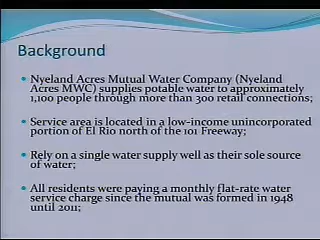 Background
Nyeland Acres Mutual Water Company (Nyeland
Acres MWC) supplies potable water to approximately
1,100 people through more than 300 retail connections;
Service area is located in a low-income unincorporated
portion of El Rio north of the 101 Freeway;
Rely on a single water supply well as their sole source
of water;
All residents were paying a monthly flat-rate water
service charge since the mutual was formed in 1948
until 2011;